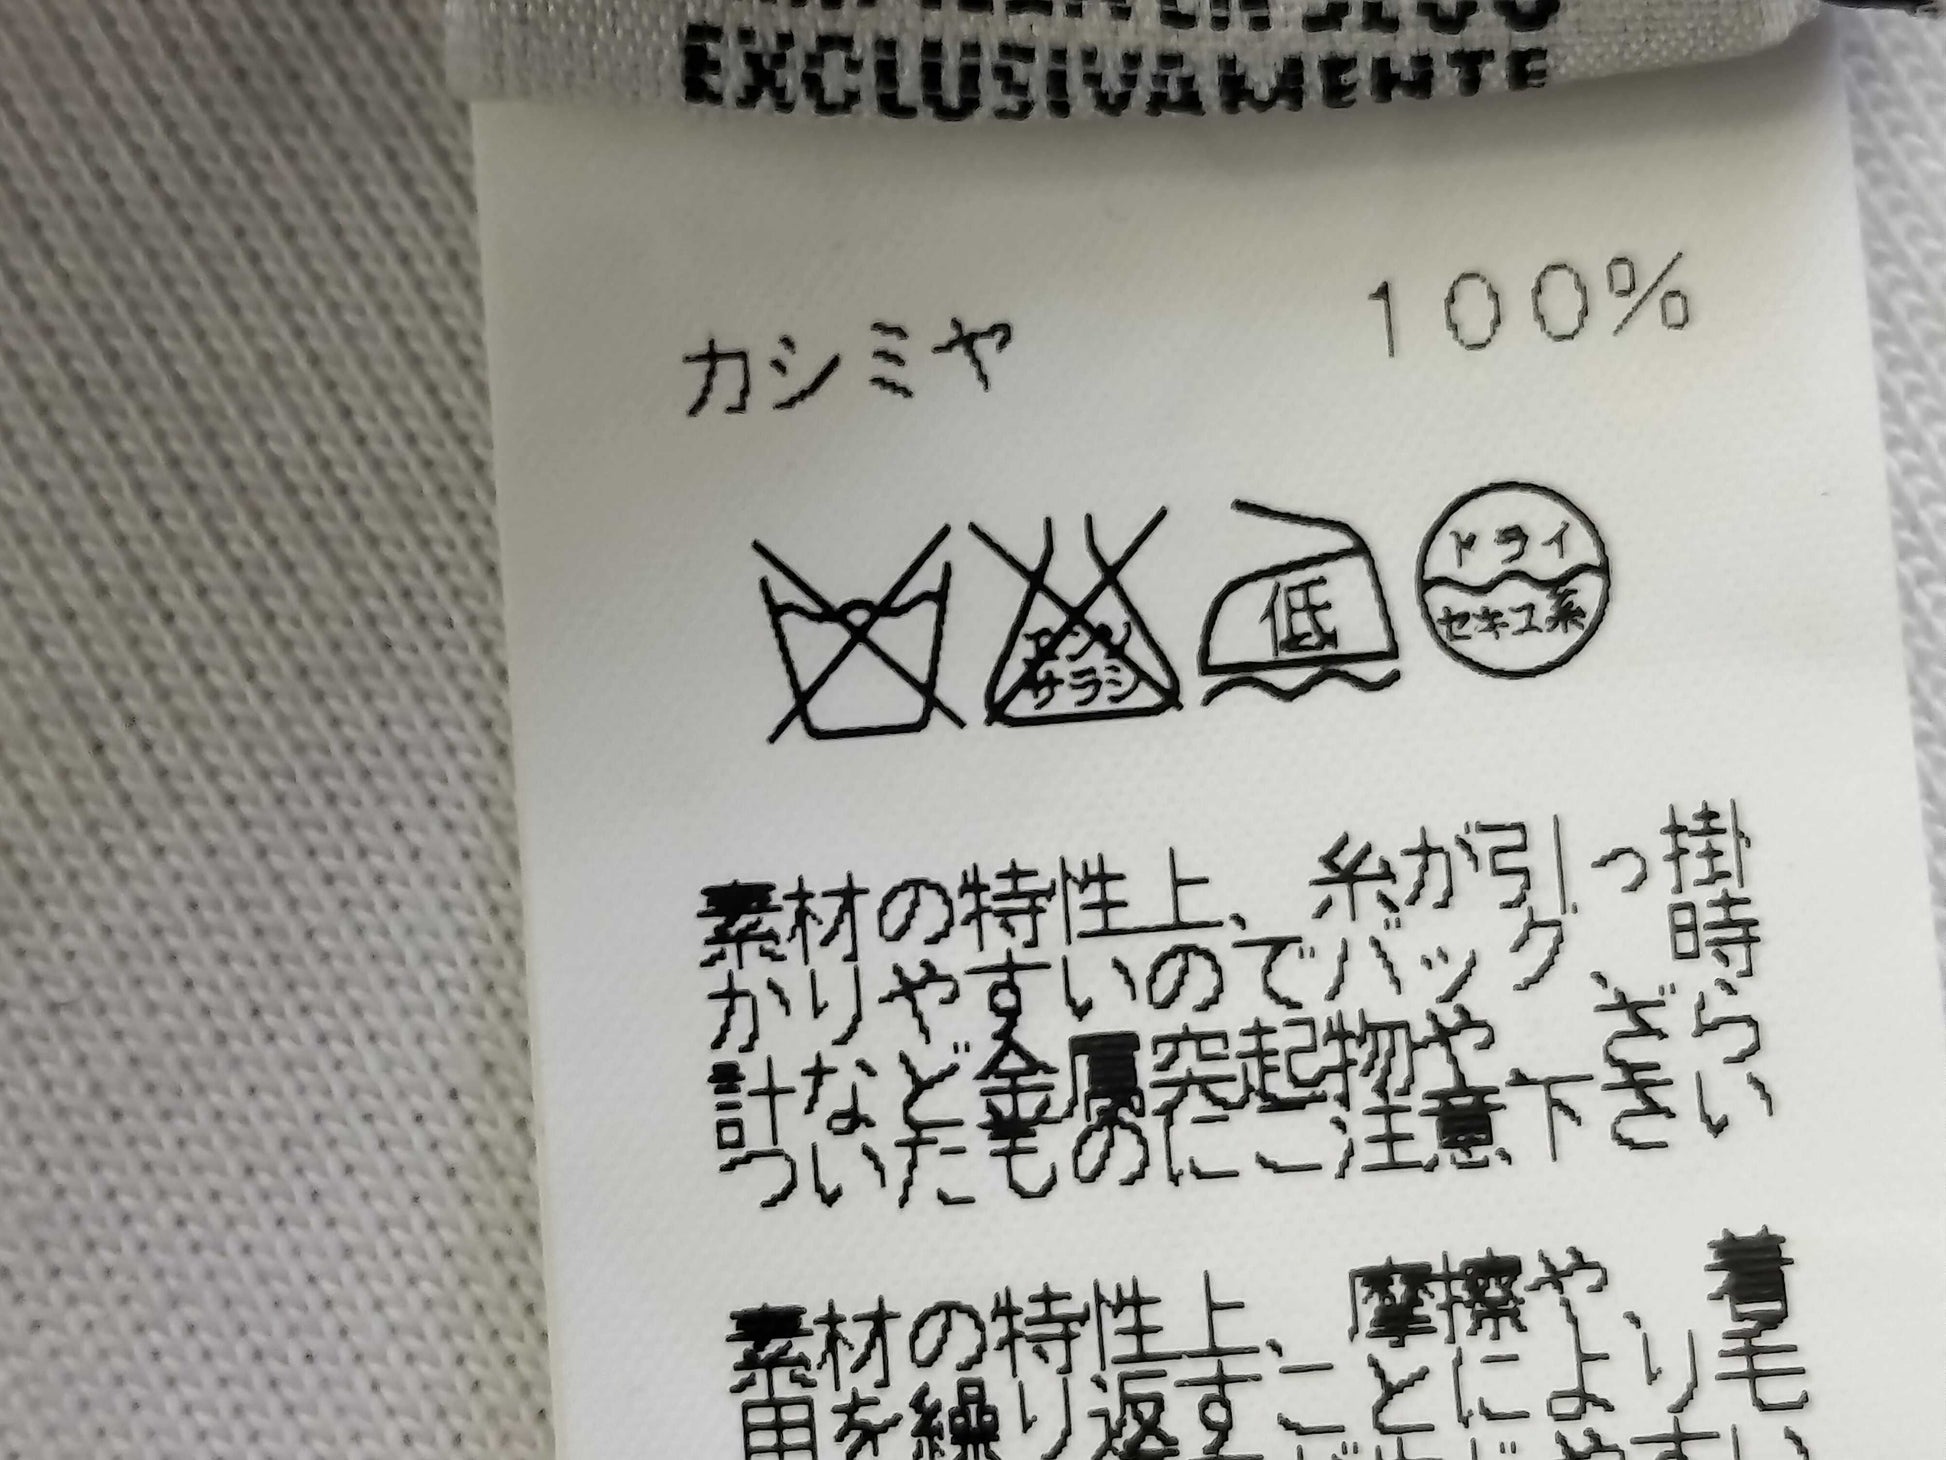 EXCLUSIVAMENTE
カシミヤ 100%
エンソ
サラシ
低
ドライ
セキユ系
素材の特性上、糸が引っ掛
かりやすいのでバッグ、時
計など金属突起物や、ざら
ついたものにご注意下さい、
素材の特性上、摩擦や、着
用を繰り返すことにより毛